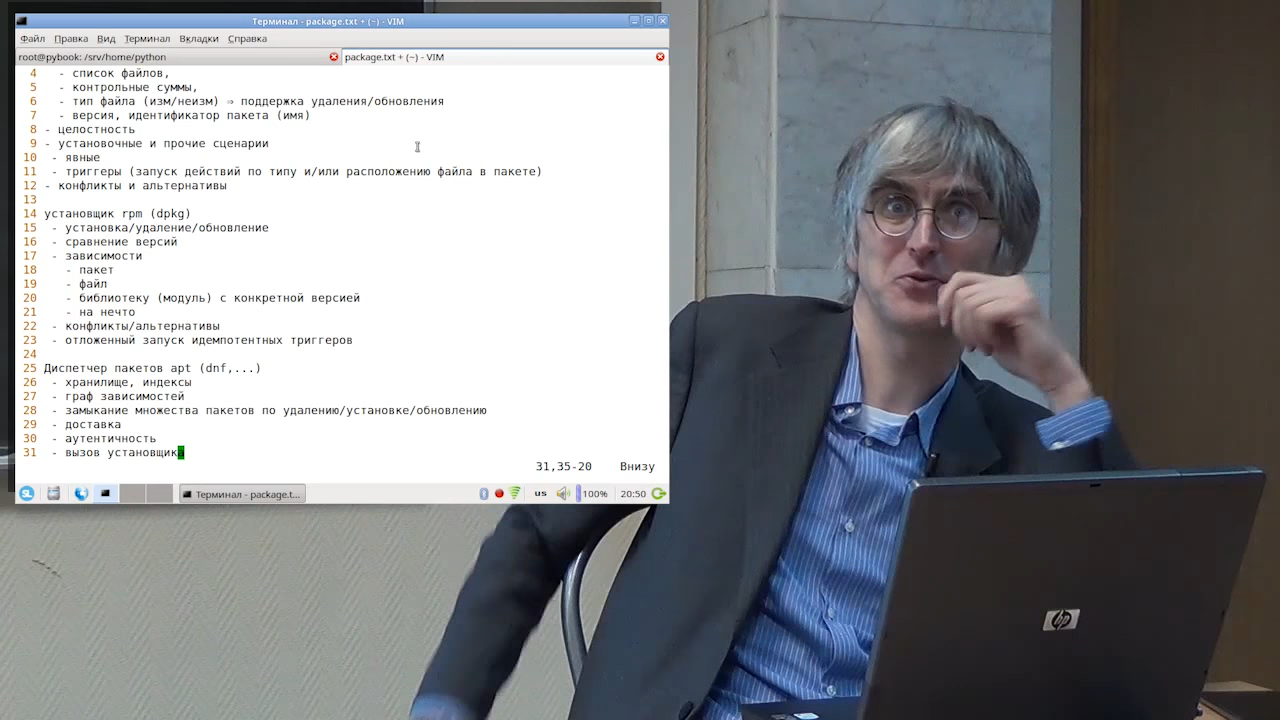 Терминал - package.txt + (~) - VIM
Файл Правка Вид Терминал Вкладки Справка
root@pybook: /srv/home/python package.txt + (~) - VIM
4 - список файлов,
5 - контрольные суммы,
6 - тип файла (изм/неизм) ⇒ поддержка удаления/обновления
7 - версия, идентификатор пакета (имя)
8 - целостность
9 - установочные и прочие сценарии
10 - явные
11 - триггеры (запуск действий по типу и/или расположению файла в пакете)
12 - конфликты и альтернативы
13
14 установщик rpm (dpkg)
15 - установка/удаление/обновление
16 - сравнение версий
17 - зависимости
18 - пакет
19 - файл
20 - библиотеку (модуль) с конкретной версией
21 - на нечто
22 - конфликты/альтернативы
23 - отложенный запуск идемпотентных триггеров
24
25 Диспетчер пакетов apt (dnf,...)
26 - хранилище, индексы
27 - граф зависимостей
28 - замыкание множества пакетов по удалению/установке/обновлению
29 - доставка
30 - аутентичность
31 - вызов установщика
31,35-20 Внизу
SL Терминал - package.t... us 100% 20:50
hp